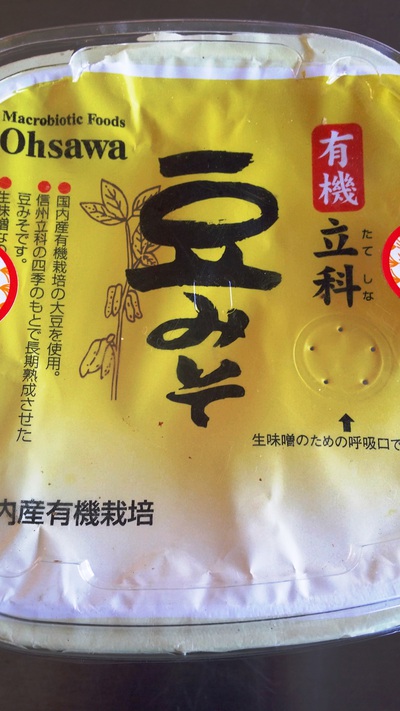 Macrobiotic Foods
Ohsawa
有機
立科
たてしな
豆みそ
●国内産有機栽培の大豆を使用。
●信州立科の四季のもとで長期熟成させた
豆みそです。
●生味噌な
生味噌のための呼吸口で
内産有機栽培